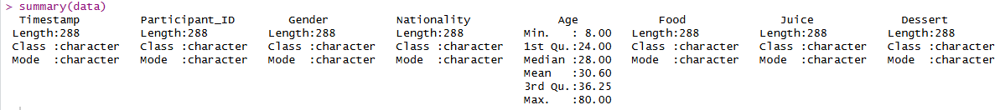 > summary(data)
Timestamp Participant_ID Gender Nationality Age Food Juice Dessert
Length:288 Length:288 Length:288 Length:288 Min. : 8.00 Length:288 Length:288 Length:288
Class :character Class :character Class :character Class :character 1st Qu.:24.00 Class :character Class :character Class :character
Mode :character Mode :character Mode :character Mode :character Median :28.00 Mode :character Mode :character Mode :character
Mean :30.60
3rd Qu.:36.25
Max. :80.00